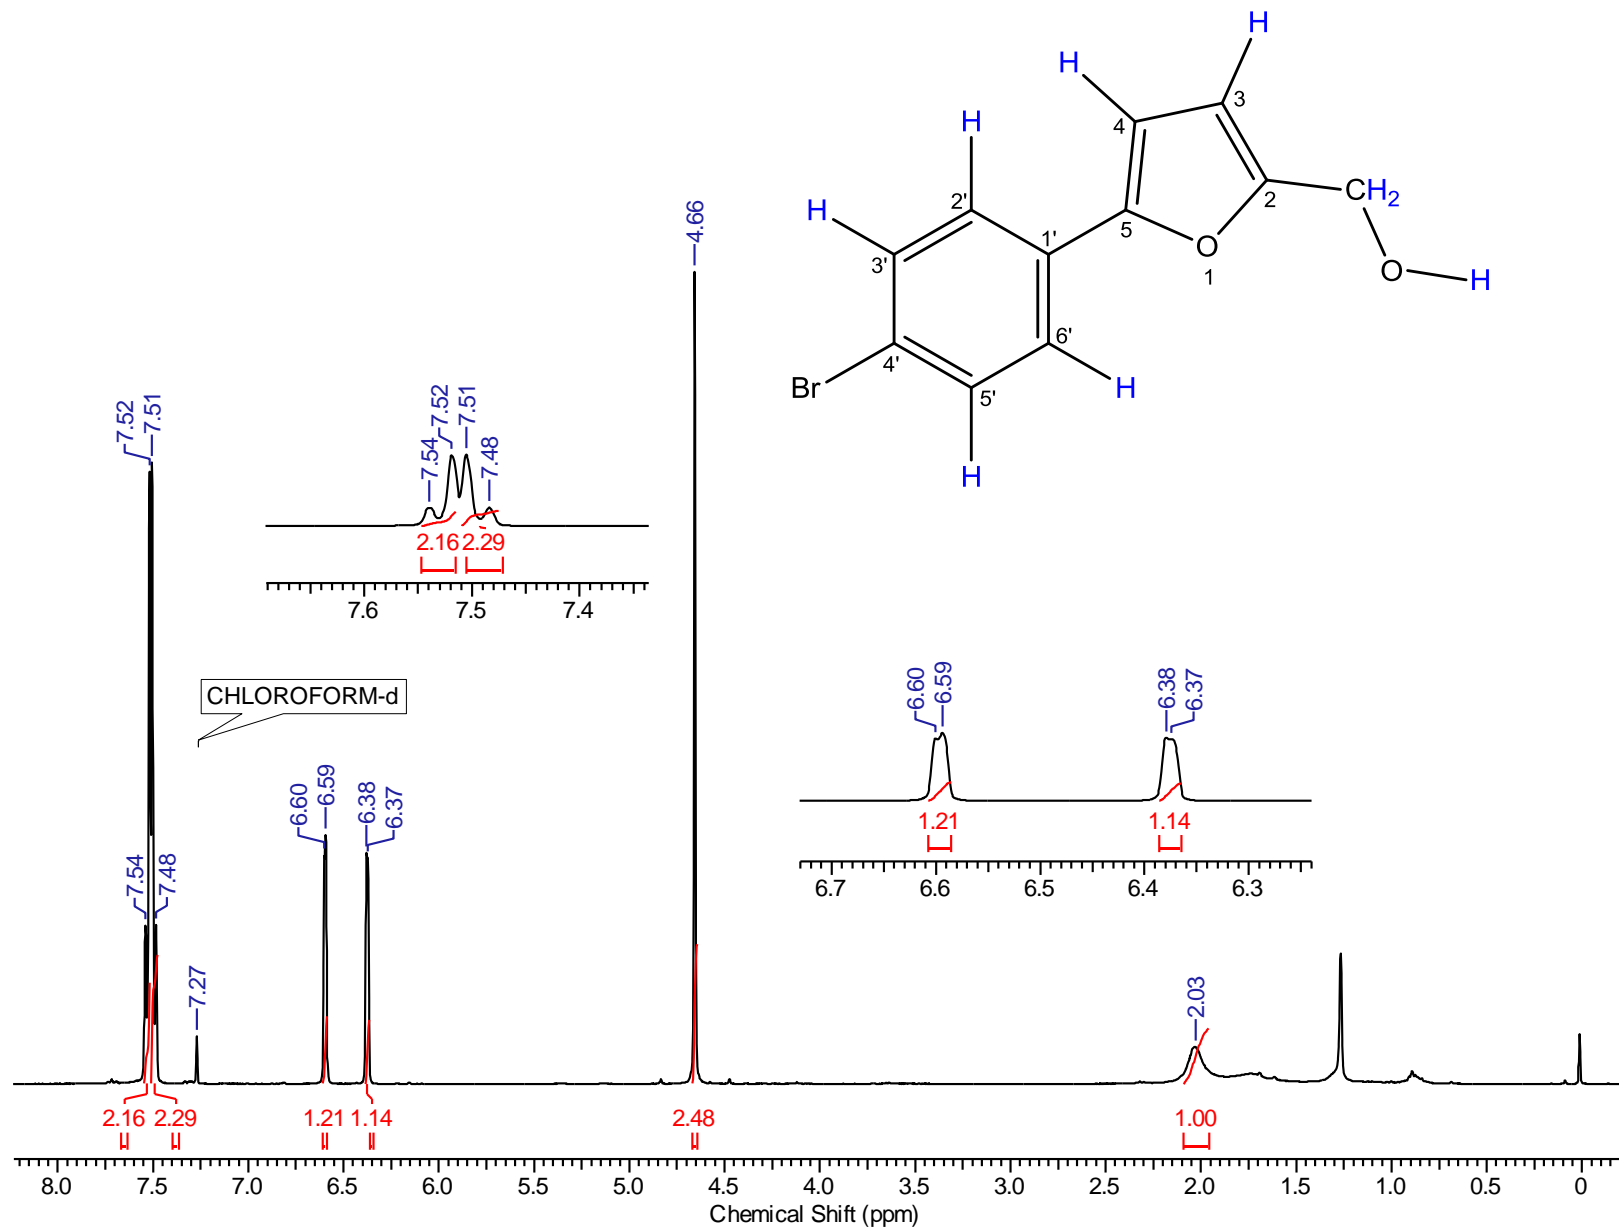 H
H
3
4
H
H
2'
CH2
2
3'
1'
5
O
1
O
H
4'
6'
Br
H
5'
H
4.66
7.52
7.51
7.54
7.52
7.51
7.48
2.16 2.29
7.6 7.5 7.4
CHLOROFORM-d
6.60
6.59
6.38
6.37
1.21 1.14
6.7 6.6 6.5 6.4 6.3
7.54
7.48
7.27
6.60
6.59
6.38
6.37
2.03
2.16 2.29 1.21 1.14 2.48 1.00
8.0 7.5 7.0 6.5 6.0 5.5 5.0 4.5 4.0 3.5 3.0 2.5 2.0 1.5 1.0 0.5 0
Chemical Shift (ppm)